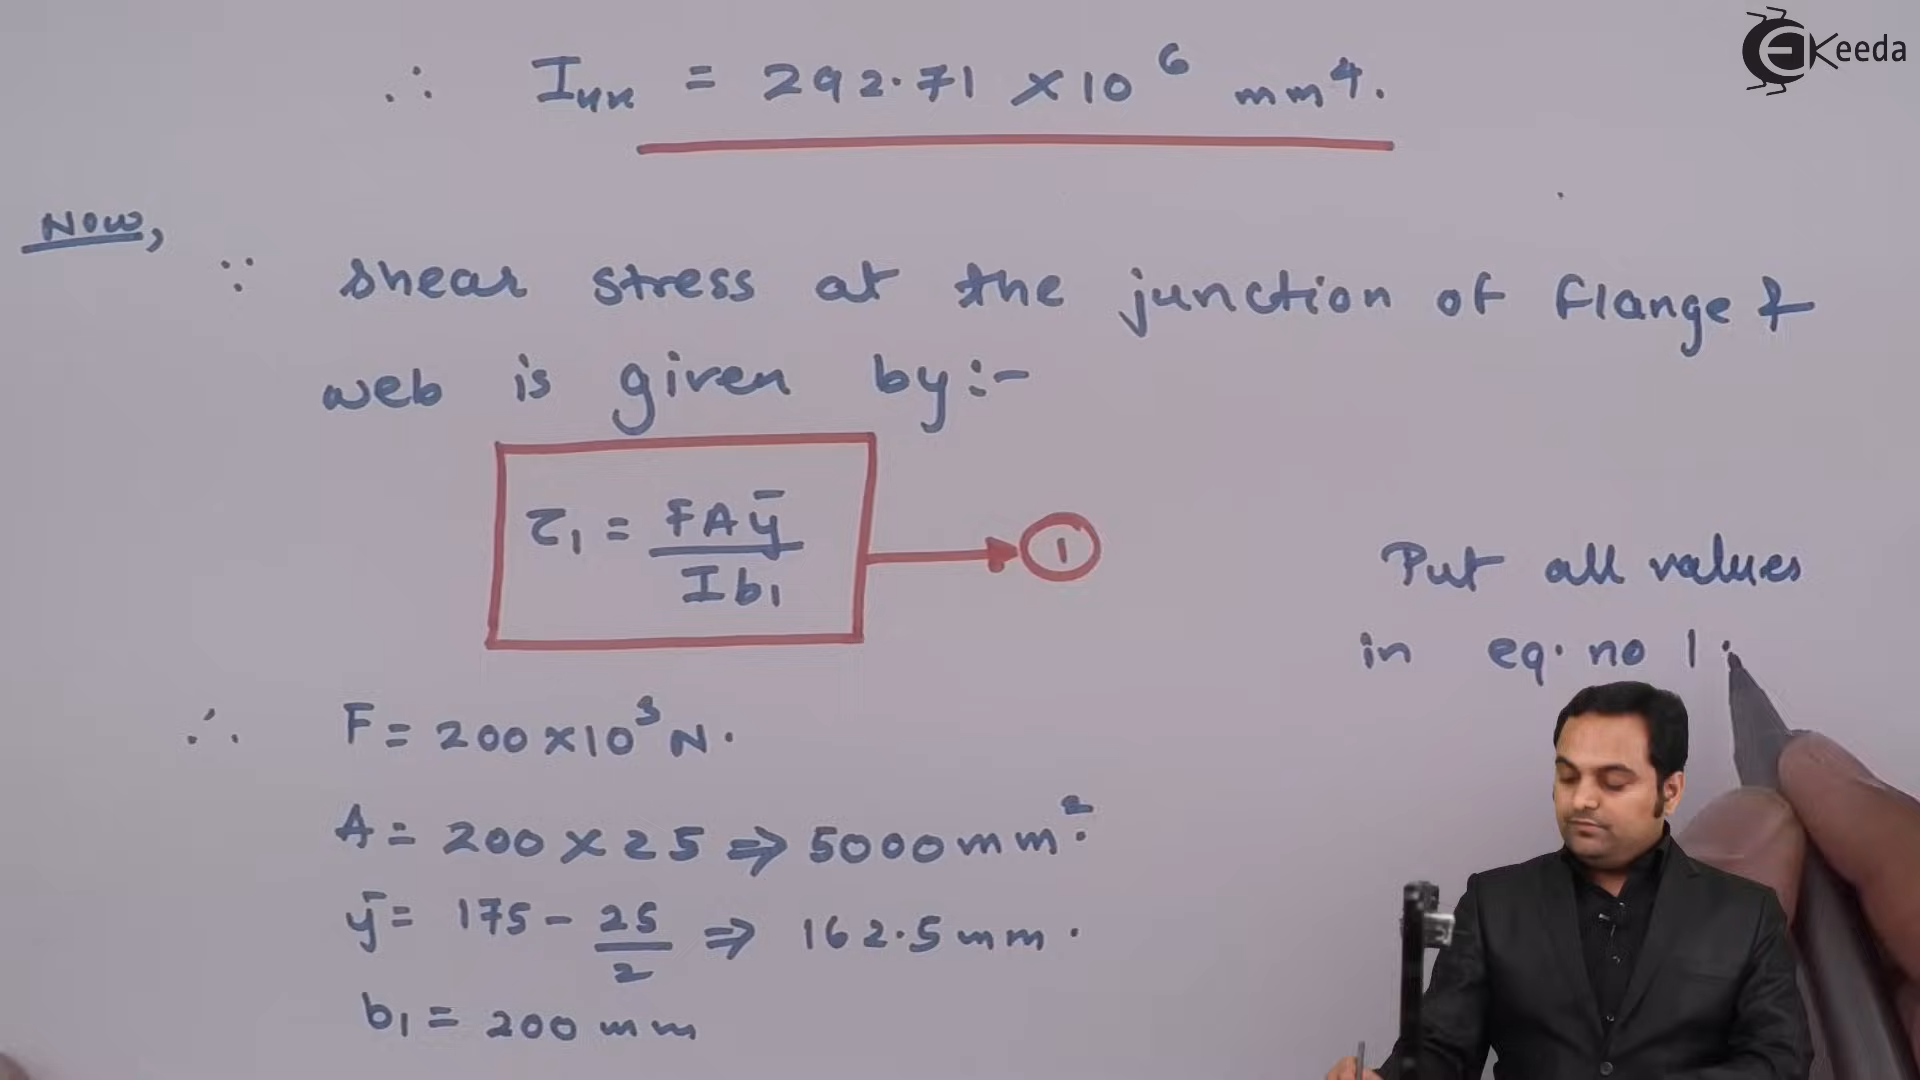 EKeeda
∴ Ixx = 292.71 × 10⁶ mm⁴.
Now,
∵ shear stress at the junction of flange &
web is given by:-
τ₁ = FAȳ / Ib₁ → ①
Put all values
in eq. no 1.
∴ F = 200 × 10³ N.
A = 200 × 25 ⇒ 5000 mm².
ȳ = 175 - 25/2 ⇒ 162.5 mm.
b₁ = 200 mm